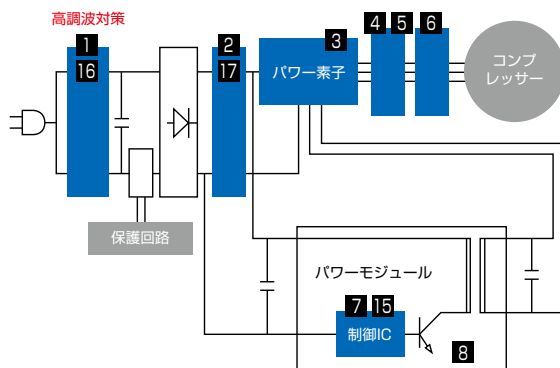 高調波対策
1
16
2
17
3
パワー素子
4 5 6
コンプ
レッサー
保護回路
パワーモジュール
7 15
制御IC
8